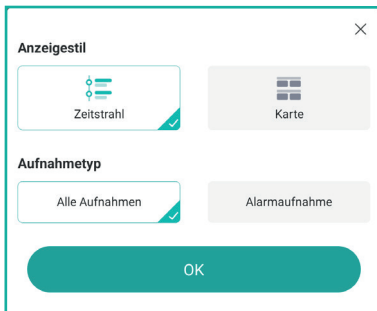 Anzeigestil
Zeitstrahl
Karte
Aufnahmetyp
Alle Aufnahmen
Alarmaufnahme
OK